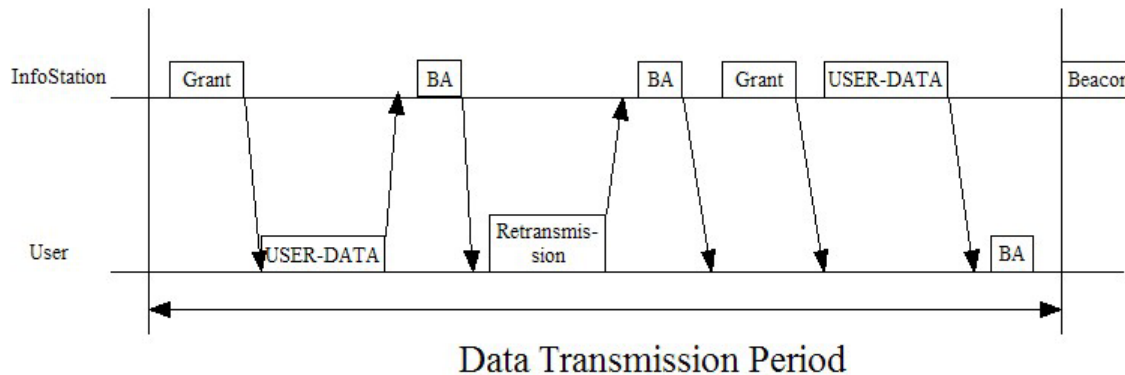 InfoStation
Grant
BA
BA
Grant
USER-DATA
Beacon
User
USER-DATA
Retransmis-
sion
BA
Data Transmission Period